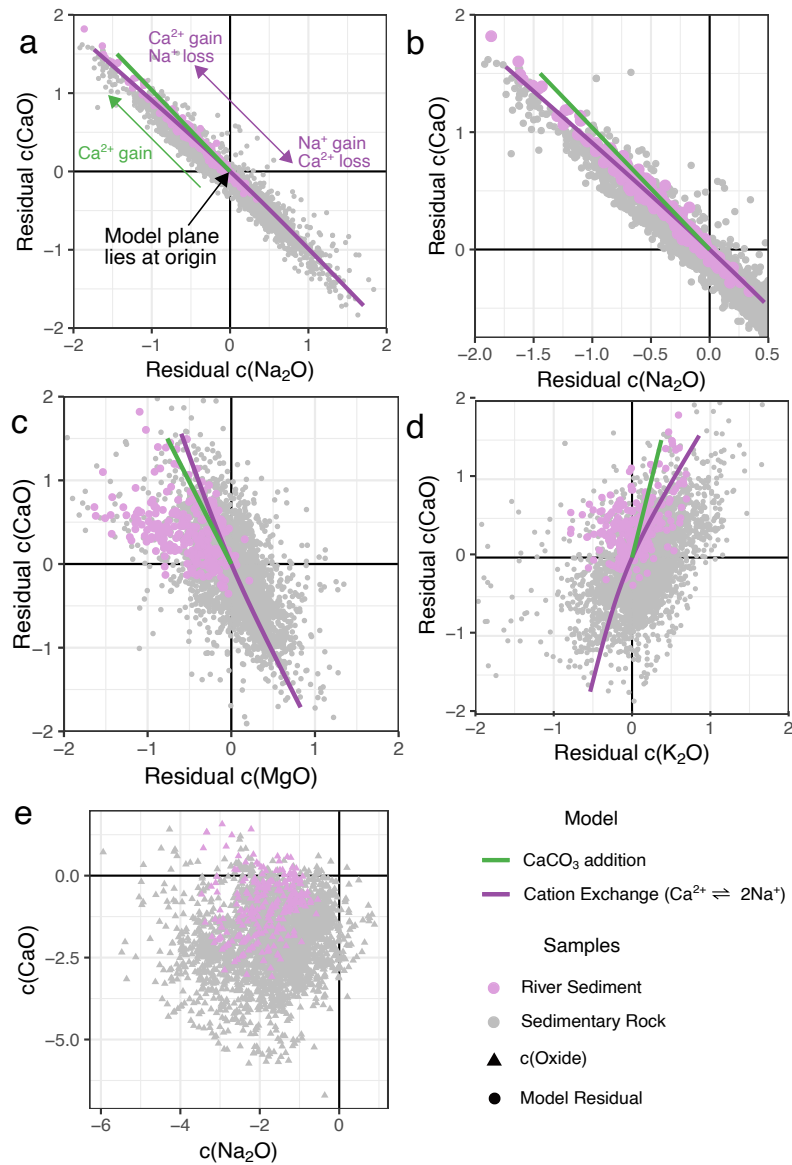 a
Residual c(CaO)
2
1
0
−1
−2
Ca²⁺ gain
Na⁺ loss
Ca²⁺ gain
Na⁺ gain
Ca²⁺ loss
Model plane
lies at origin
−2 −1 0 1 2
Residual c(Na₂O)
b
Residual c(CaO)
2
1
0
−2.0 −1.5 −1.0 −0.5 0.0 0.5
Residual c(Na₂O)
c
Residual c(CaO)
2
1
0
−1
−2
−2 −1 0 1 2
Residual c(MgO)
d
Residual c(CaO)
2
1
0
−1
−2
−2 −1 0 1 2
Residual c(K₂O)
e
c(CaO)
0.0
−2.5
−5.0
−6 −4 −2 0
c(Na₂O)
Model
CaCO₃ addition
Cation Exchange (Ca²⁺ ⇌ 2Na⁺)
Samples
River Sediment
Sedimentary Rock
c(Oxide)
Model Residual